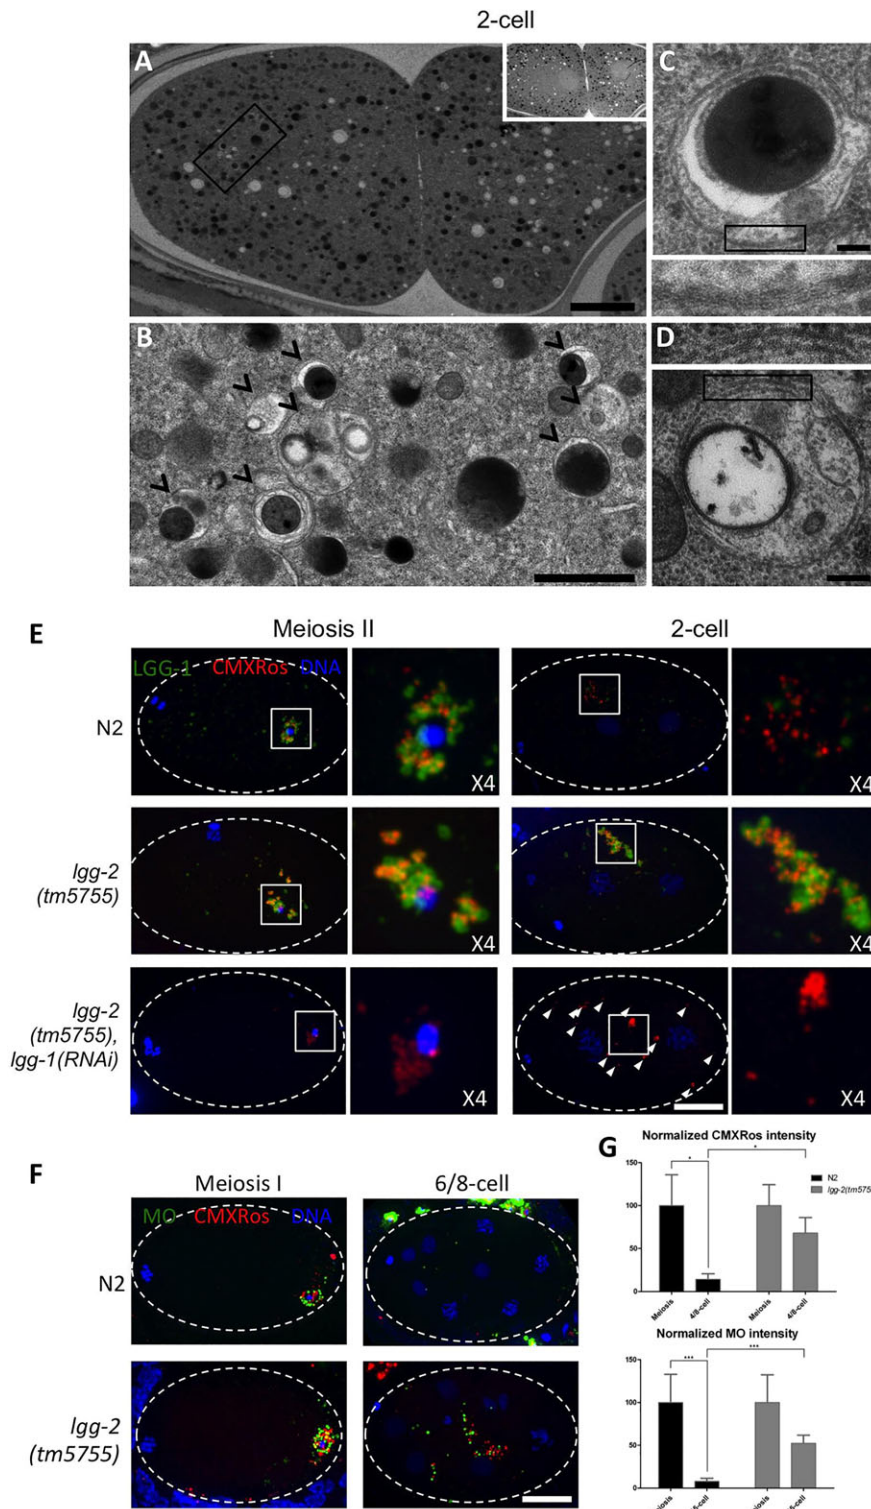 2-cell
A
B
C
D
E
Meiosis II
2-cell
LGG-1 CMXRos DNA
N2
X4
X4
lgg-2
(tm5755)
X4
X4
lgg-2
(tm5755),
lgg-1(RNAi)
X4
X4
F
Meiosis I
6/8-cell
MO CMXRos DNA
N2
lgg-2
(tm5755)
G
Normalized CMXRos intensity
150
100
50
0
*
*
N2
lgg-2(tm575
Meiosis
4/8-cell
Meiosis
4/8-cell
Normalized MO intensity
150
100
50
0
***
***